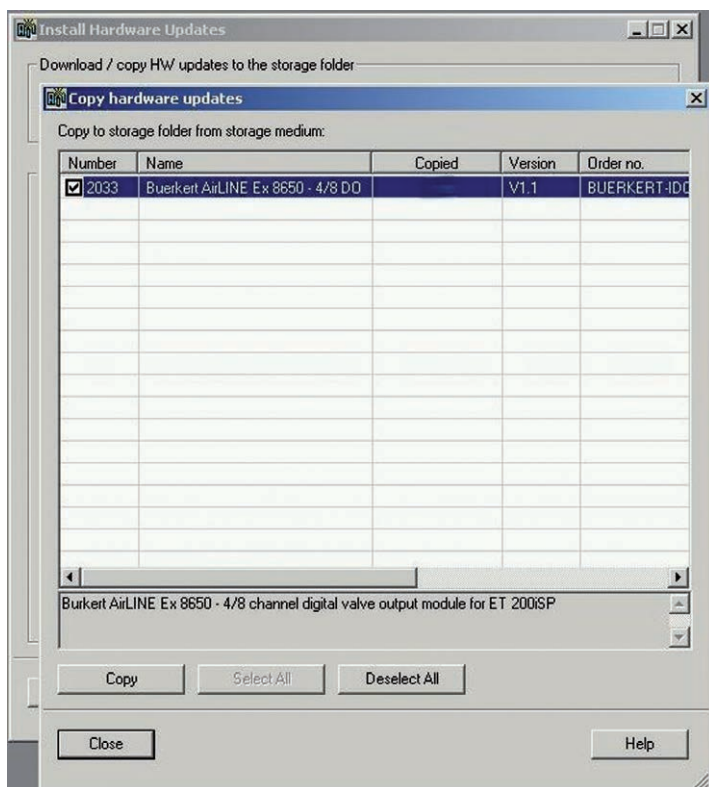 Install Hardware Updates
Download / copy HW updates to the storage folder
Copy hardware updates
Copy to storage folder from storage medium:
Number Name Copied Version Order no.
2033 Buerkert AirLINE Ex 8650 - 4/8 DO V1.1 BUERKERT-IDO
Burkert AirLINE Ex 8650 - 4/8 channel digital valve output module for ET 200iSP
Copy Select All Deselect All
Close Help